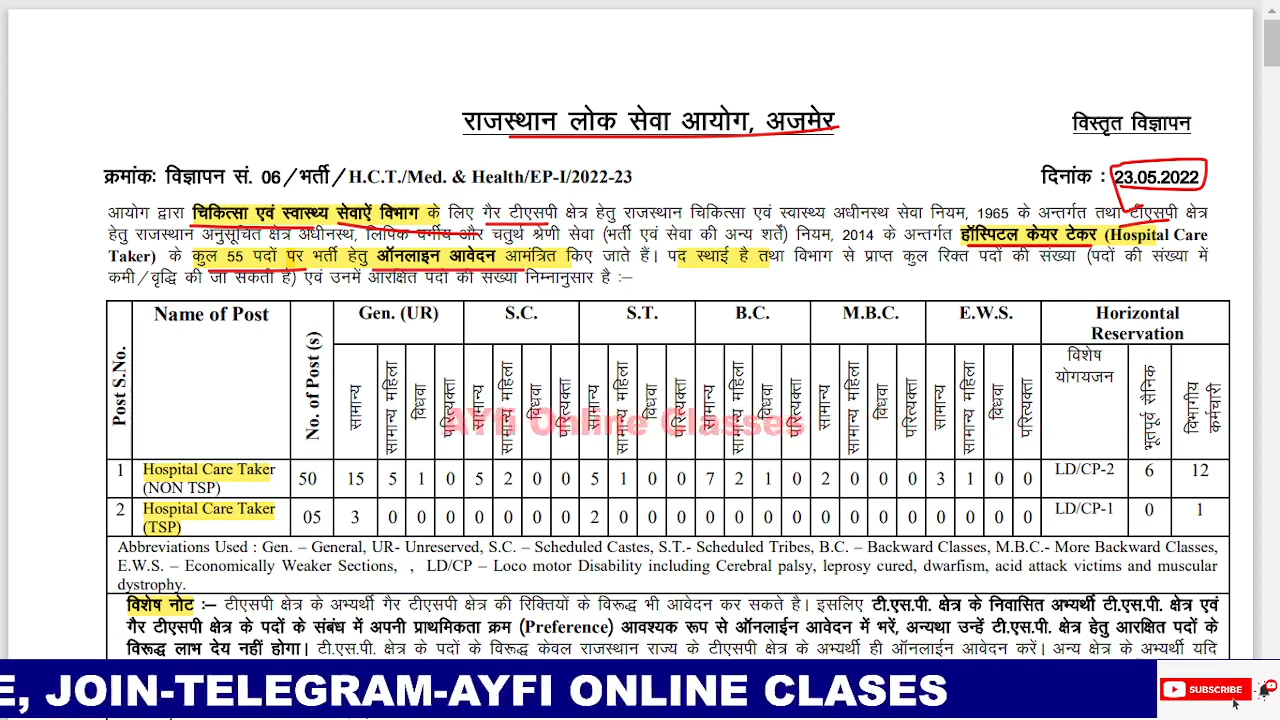 राजस्थान लोक सेवा आयोग, अजमेर
विस्तृत विज्ञापन
क्रमांकः विज्ञापन सं. 06/भर्ती/H.C.T./Med. & Health/EP-I/2022-23
दिनांक : 23.05.2022
आयोग द्वारा चिकित्सा एवं स्वास्थ्य सेवाऐं विभाग के लिए गैर टीएसपी क्षेत्र हेतु राजस्थान चिकित्सा एवं स्वास्थ्य अधीनस्थ सेवा नियम, 1965 के अन्तर्गत तथा टीएसपी क्षेत्र
हेतु राजस्थान अनुसूचित क्षेत्र अधीनस्थ, लिपिक वर्गीय और चतुर्थ श्रेणी सेवा (भर्ती एवं सेवा की अन्य शर्तें) नियम, 2014 के अन्तर्गत हॉस्पिटल केयर टेकर (Hospital Care
Taker) के कुल 55 पदों पर भर्ती हेतु ऑनलाइन आवेदन आमंत्रित किए जाते हैं। पद स्थाई है तथा विभाग से प्राप्त कुल रिक्त पदों की संख्या (पदों की संख्या में
कमी/वृद्धि की जा सकती है) एवं उनमें आरक्षित पदों की संख्या निम्नानुसार है :–
Post S.No. Name of Post No. of Post (s) Gen. (UR) S.C. S.T. B.C. M.B.C. E.W.S. Horizontal
Reservation
सामान्य सामान्य महिला विधवा परित्यक्ता सामान्य सामान्य महिला विधवा परित्यक्ता सामान्य सामान्य महिला विधवा परित्यक्ता सामान्य सामान्य महिला विधवा परित्यक्ता सामान्य सामान्य महिला विधवा परित्यक्ता सामान्य सामान्य महिला विधवा परित्यक्ता विशेष योगयजन भूतपूर्व सैनिक विभागीय कर्मचारी
AYfi Online Classes
1 Hospital Care Taker (NON TSP) 50 15 5 1 0 5 2 0 0 5 1 0 0 7 2 1 0 2 0 0 0 3 1 0 0 LD/CP-2 6 12
2 Hospital Care Taker (TSP) 05 3 0 0 0 0 0 0 0 2 0 0 0 0 0 0 0 0 0 0 0 0 0 0 0 LD/CP-1 0 1
Abbreviations Used : Gen. – General, UR- Unreserved, S.C. – Scheduled Castes, S.T.- Scheduled Tribes, B.C. – Backward Classes, M.B.C.- More Backward Classes,
E.W.S. – Economically Weaker Sections, , LD/CP – Loco motor Disability including Cerebral palsy, leprosy cured, dwarfism, acid attack victims and muscular
dystrophy.
विशेष नोट :– टीएसपी क्षेत्र के अभ्यर्थी गैर टीएसपी क्षेत्र की रिक्तियों के विरूद्ध भी आवेदन कर सकते है। इसलिए टी.एस.पी. क्षेत्र के निवासित अभ्यर्थी टी.एस.पी. क्षेत्र एवं
गैर टीएसपी क्षेत्र के पदों के संबंध में अपनी प्राथमिकता क्रम (Preference) आवश्यक रूप से ऑनलाईन आवेदन में भरें, अन्यथा उन्हें टी.एस.पी. क्षेत्र हेतु आरक्षित पदों के
विरूद्ध लाभ देय नहीं होगा। टी.एस.पी. क्षेत्र के पदों के विरूद्ध केवल राजस्थान राज्य के टीएसपी क्षेत्र के अभ्यर्थी ही ऑनलाईन आवेदन करें। अन्य क्षेत्र के अभ्यर्थी यदि
E, JOIN-TELEGRAM-AYFI ONLINE CLASES
SUBSCRIBE